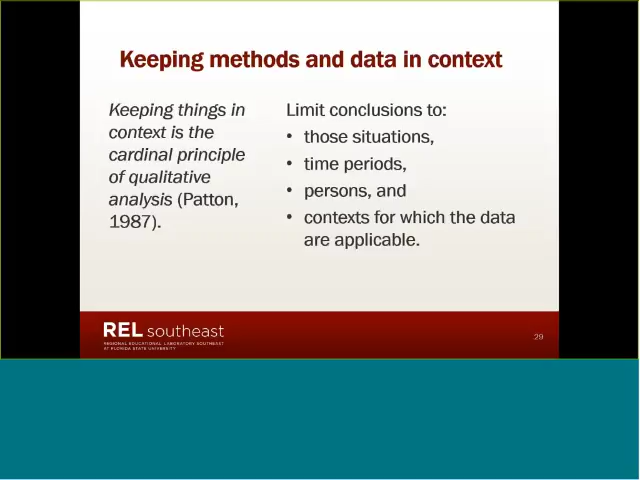 Keeping methods and data in context
Keeping things in
context is the
cardinal principle
of qualitative
analysis (Patton,
1987).
Limit conclusions to:
• those situations,
• time periods,
• persons, and
• contexts for which the data
are applicable.
REL southeast
REGIONAL EDUCATIONAL LABORATORY SOUTHEAST
AT FLORIDA STATE UNIVERSITY
29